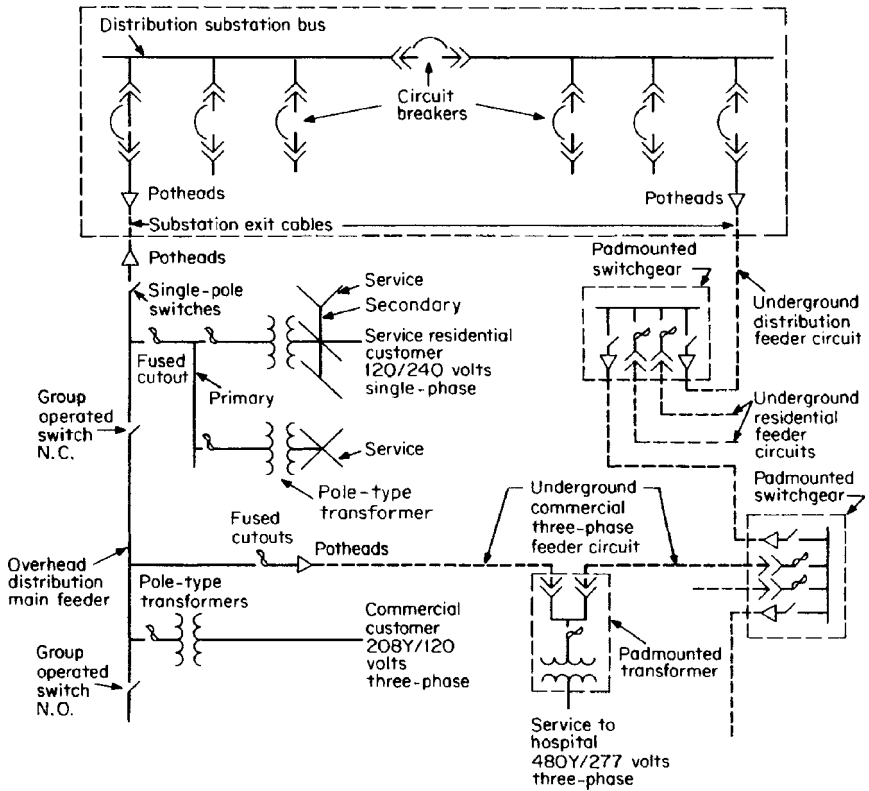 Distribution substation bus
Circuit
breakers
Potheads
Potheads
Substation exit cables
Potheads
Padmounted
switchgear
Single-pole
switches
Service
Secondary
Service residential
customer
120/240 volts
single-phase
Underground
distribution
feeder circuit
Fused
cutout
Primary
Group
operated
switch
N.C.
Service
Underground
residential
feeder
circuits
Pole-type
transformer
Padmounted
switchgear
Underground
commercial
three-phase
feeder circuit
Fused
cutouts
Potheads
Overhead
distribution
main feeder
Pole-type
transformers
Commercial
customer
208Y/120
volts
three-phase
Padmounted
transformer
Group
operated
switch
N.O.
Service to
hospital
480Y/277 volts
three-phase